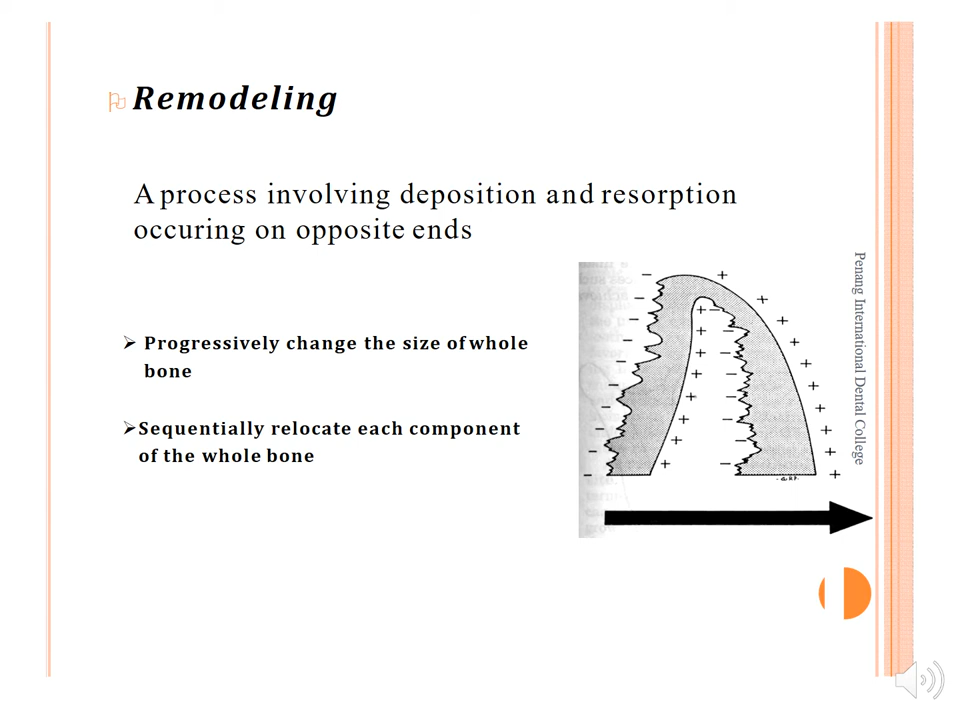 Remodeling
A process involving deposition and resorption
occuring on opposite ends
Progressively change the size of whole
bone
Sequentially relocate each component
of the whole bone
Penang International Dental College